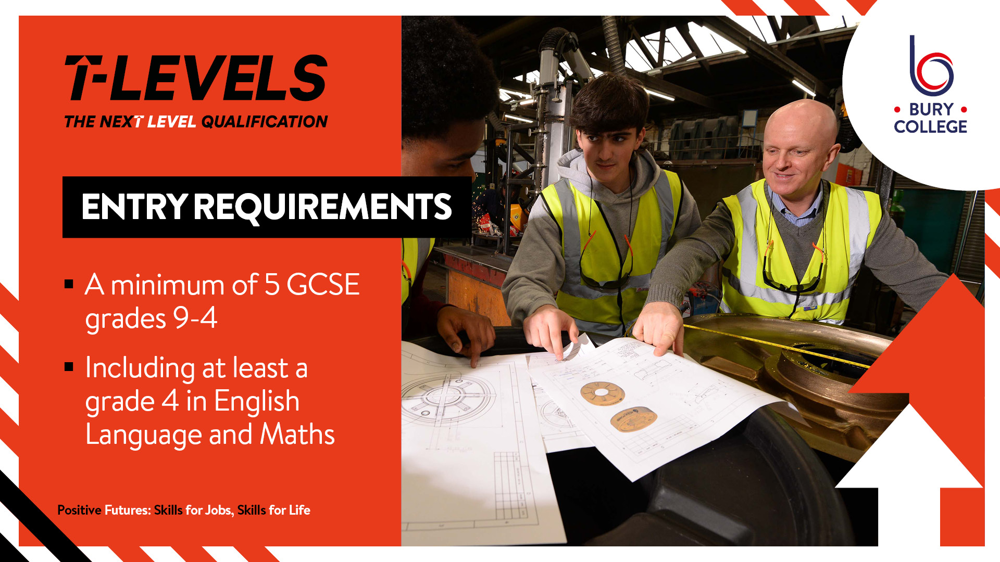 T-LEVELS
THE NEXT LEVEL QUALIFICATION
BURY
COLLEGE
ENTRY REQUIREMENTS
A minimum of 5 GCSE
grades 9-4
Including at least a
grade 4 in English
Language and Maths
Positive Futures: Skills for Jobs, Skills for Life